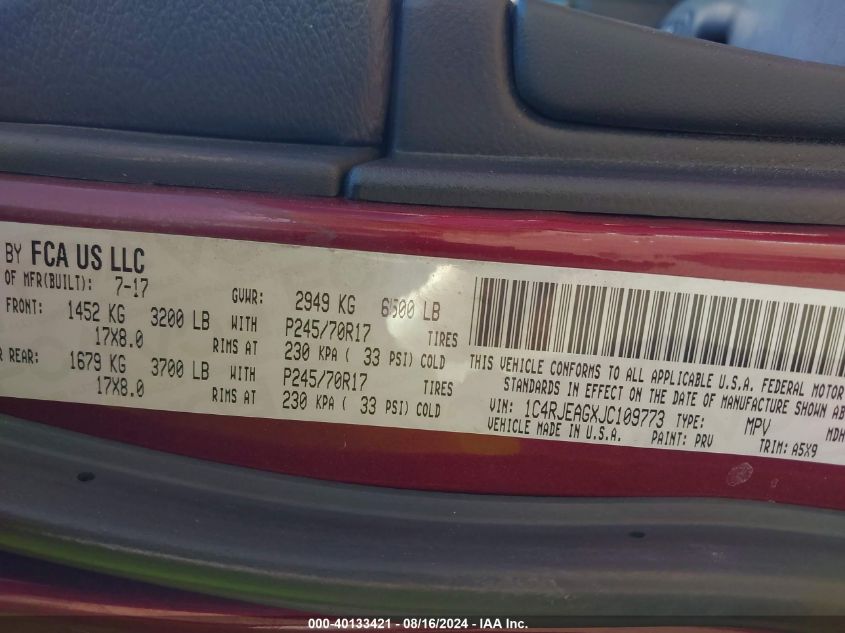 BY FCA US LLC
OF MFR(BUILT): 7-17
GVWR: 2949 KG 6500 LB
FRONT: 1452 KG 3200 LB WITH P245/70R17 TIRES
17X8.0 RIMS AT 230 KPA ( 33 PSI) COLD
REAR: 1679 KG 3700 LB WITH P245/70R17 TIRES
17X8.0 RIMS AT 230 KPA ( 33 PSI) COLD
THIS VEHICLE CONFORMS TO ALL APPLICABLE U.S.A. FEDERAL MOTOR
STANDARDS IN EFFECT ON THE DATE OF MANUFACTURE SHOWN AB
VIN: 1C4RJEAGXJC109773 TYPE: MPV MDH
VEHICLE MADE IN U.S.A. PAINT: PRV TRIM: A5X9
000-40133421 - 08/16/2024 - IAA Inc.